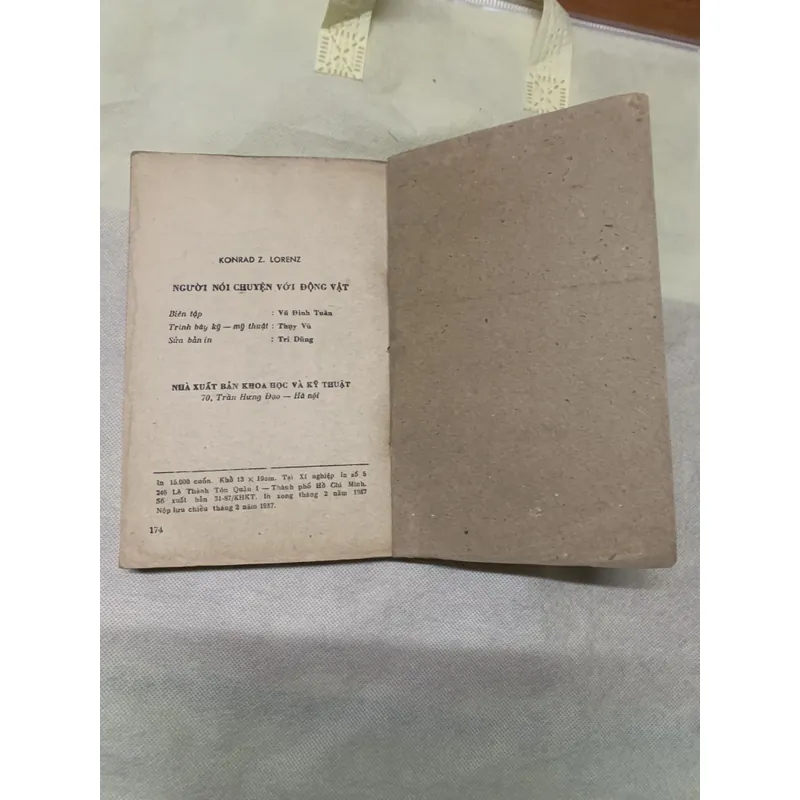 KONRAD Z. LORENZ
NGƯỜI NÓI CHUYỆN VỚI ĐỘNG VẬT
Biên tập : Vũ Đình Tuân
Trình bày kỹ — mỹ thuật : Thụy Vũ
Sửa bản in : Trí Dũng
NHÀ XUẤT BẢN KHOA HỌC VÀ KỸ THUẬT
70, Trần Hưng Đạo — Hà nội
In 15.000 cuốn. Khổ 13 × 19cm. Tại Xí nghiệp in số 5
246 Lê Thánh Tôn Quận 1 — Thành phố Hồ Chí Minh.
Số xuất bản 31-87/KHKT. In xong tháng 2 năm 1987
Nộp lưu chiểu tháng 2 năm 1987.
174